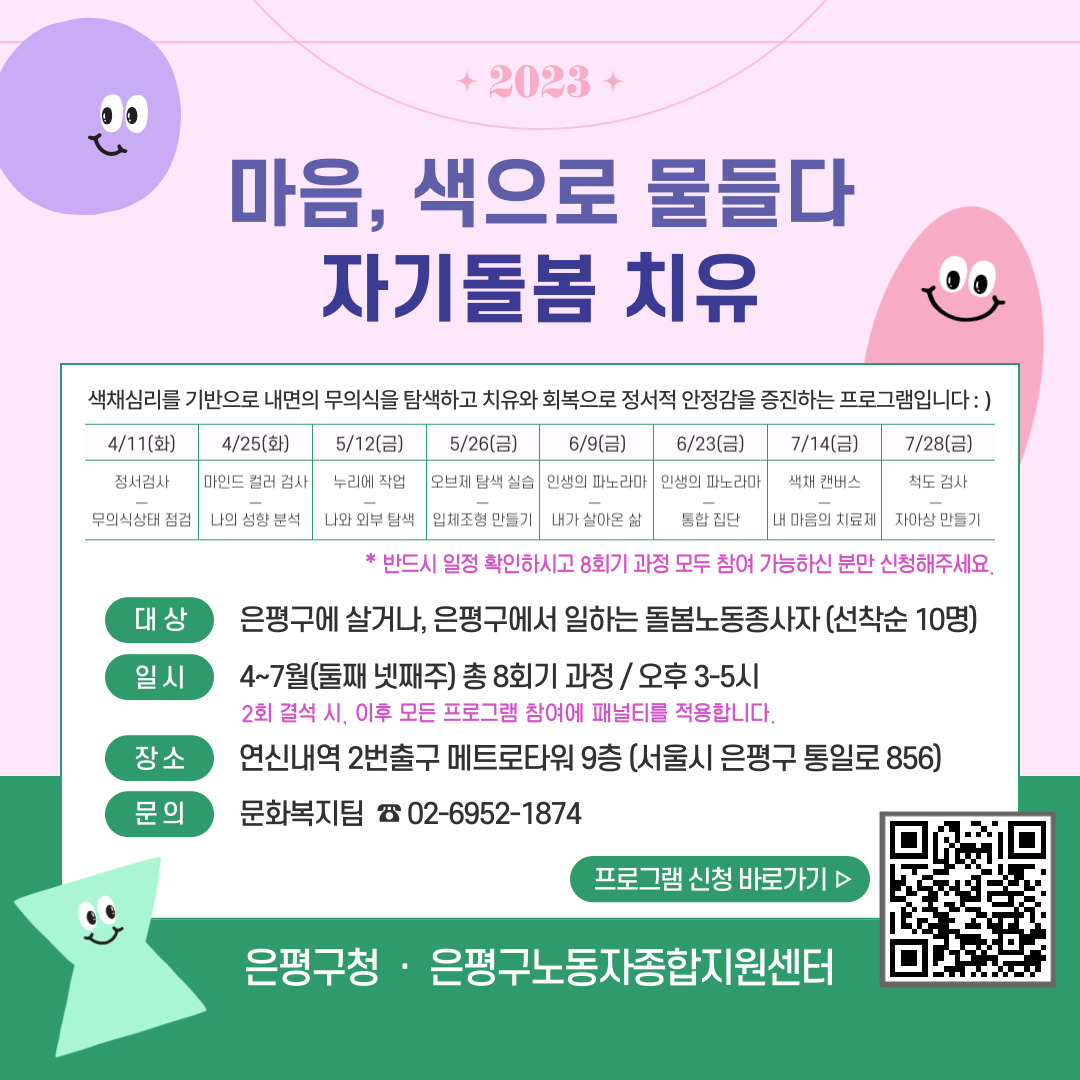 2023
마음, 색으로 물들다
자기돌봄 치유
색채심리를 기반으로 내면의 무의식을 탐색하고 치유와 회복으로 정서적 안정감을 증진하는 프로그램입니다 : )
4/11(화) 4/25(화) 5/12(금) 5/26(금) 6/9(금) 6/23(금) 7/14(금) 7/28(금)
정서검사 마인드 컬러 검사 누리에 작업 오브제 탐색 실습 인생의 파노라마 인생의 파노라마 색채 캔버스 척도 검사
— — — — — — — —
무의식상태 점검 나의 성향 분석 나와 외부 탐색 입체조형 만들기 내가 살아온 삶 통합 집단 내 마음의 치료제 자아상 만들기
* 반드시 일정 확인하시고 8회기 과정 모두 참여 가능하신 분만 신청해주세요.
대상 은평구에 살거나, 은평구에서 일하는 돌봄노동종사자 (선착순 10명)
일시 4~7월(둘째 넷째주) 총 8회기 과정 / 오후 3-5시
2회 결석 시, 이후 모든 프로그램 참여에 패널티를 적용합니다.
장소 연신내역 2번출구 메트로타워 9층 (서울시 은평구 통일로 856)
문의 문화복지팀 ☎ 02-6952-1874
프로그램 신청 바로가기 ▷
은평구청 · 은평구노동자종합지원센터